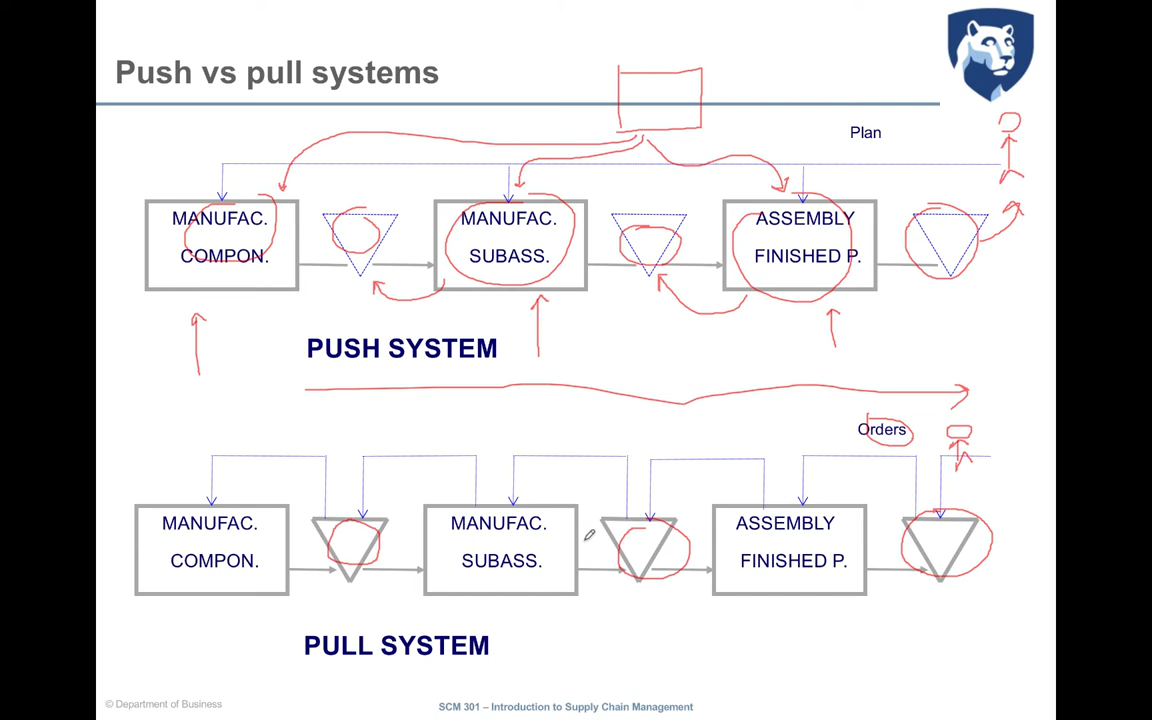 Push vs pull systems
Plan
MANUFAC.
COMPON.
MANUFAC.
SUBASS.
ASSEMBLY
FINISHED P.
PUSH SYSTEM
Orders
MANUFAC.
COMPON.
MANUFAC.
SUBASS.
ASSEMBLY
FINISHED P.
PULL SYSTEM
© Department of Business
SCM 301 – Introduction to Supply Chain Management